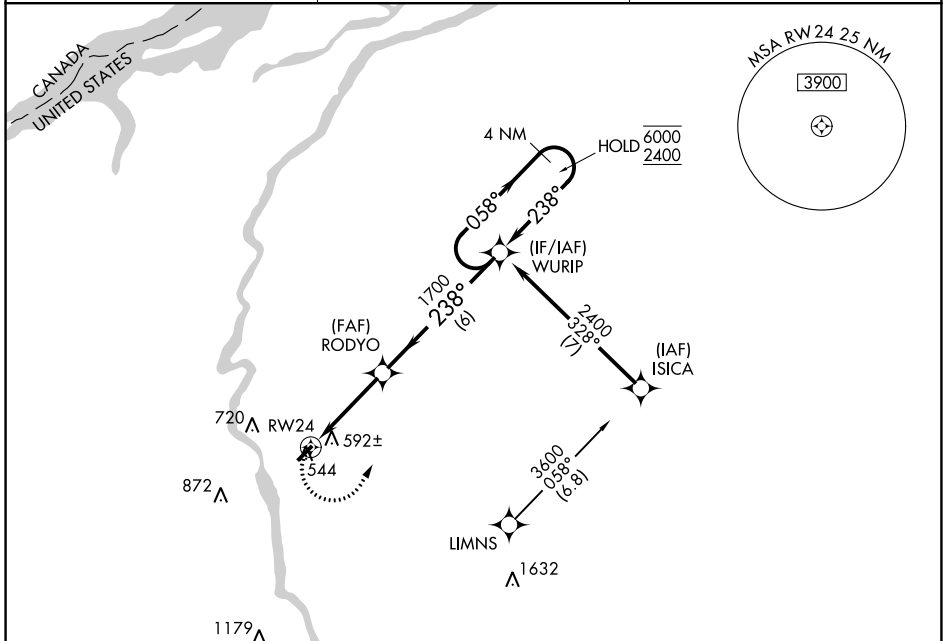 CANADA
UNITED STATES
MSA RW24 25 NM
3900
4 NM
HOLD 6000
2400
058°
238°
(IF/IAF)
WURIP
1700
238°
(6)
2400
328°
(7)
(FAF)
RODYO
(IAF)
ISICA
720
RW24
592±
544
872
3600
058°
(6.8)
LIMNS
1632
1179